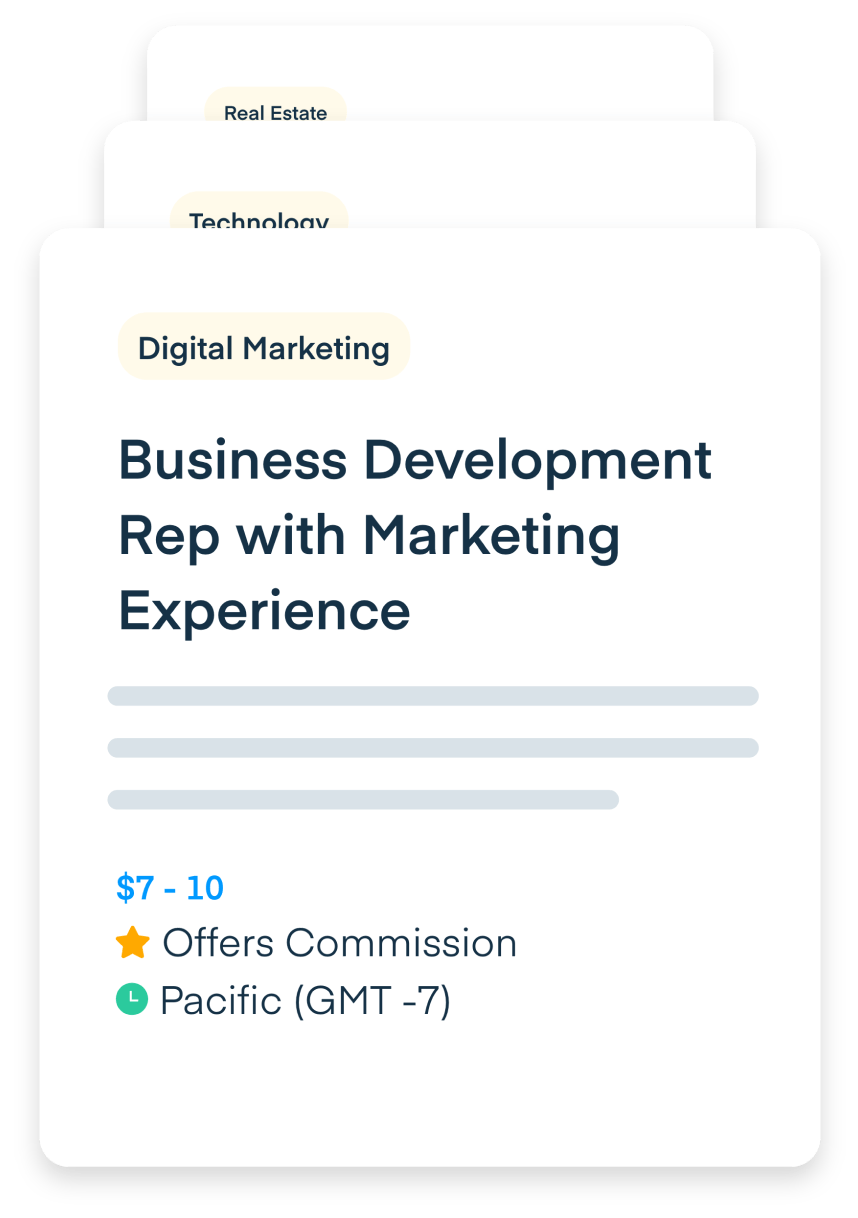 Real Estate
Technology
Digital Marketing
Business Development
Rep with Marketing
Experience
$7 - 10
Offers Commission
Pacific (GMT -7)